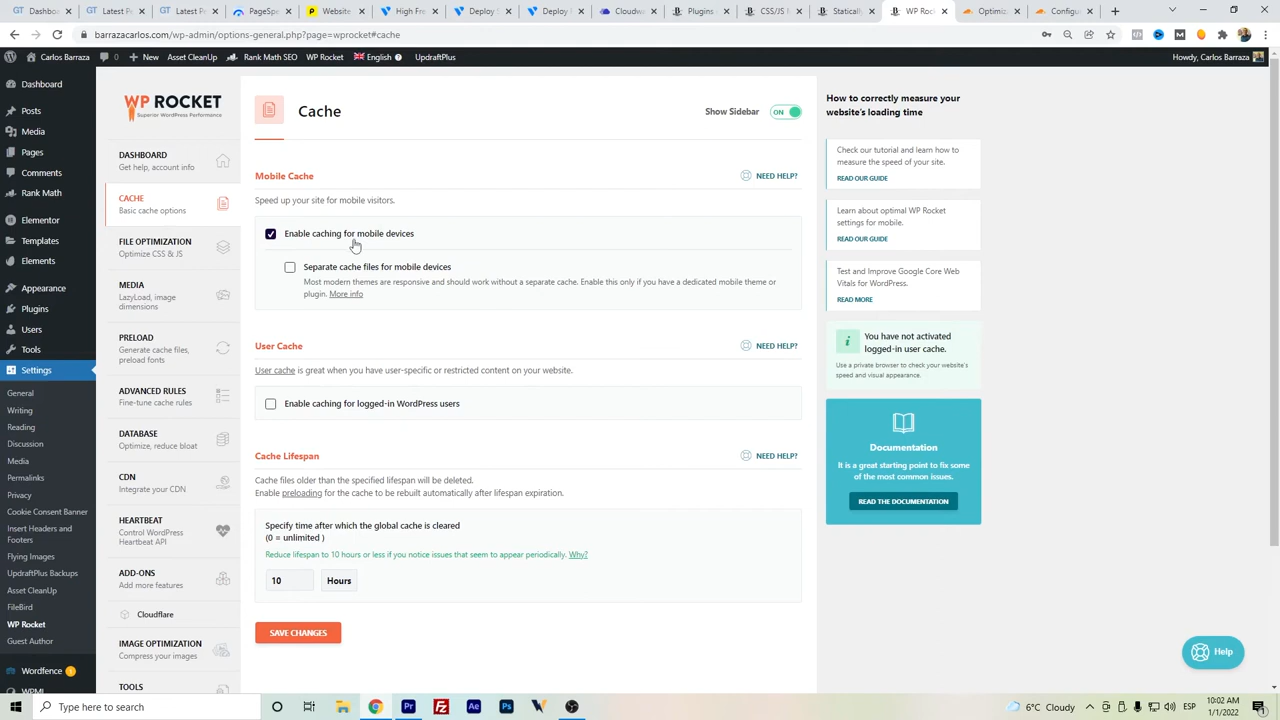 High Fre
Deploy S
Deploy S
Deploy S
Cloudw
Plugins
CSS/JS M
Statically
WP Rock
Optimiz
Config
barrazacarlos.com/wp-admin/options-general.php?page=wprocket#cache
Carlos Barraza
0
New
Asset CleanUp
Rank Math SEO
WP Rocket
English
UpdraftPlus
Howdy, Carlos Barraza
Dashboard
Posts
Media
Pages
Comments
Rank Math
Elementor
Templates
Elements
Appearance
Plugins
Users
Tools
Settings
General
Writing
Reading
Discussion
Media
Permalinks
Privacy
Cookie Consent Banner
Insert Headers and
Footers
Flying Images
UpdraftPlus Backups
Asset CleanUp
FileBird
WP Rocket
Guest Author
Wordfence
WPML
WP ROCKET
Superior WordPress Performance
DASHBOARD
Get help, account info
CACHE
Basic cache options
FILE OPTIMIZATION
Optimize CSS & JS
MEDIA
LazyLoad, image
dimensions
PRELOAD
Generate cache files,
preload fonts
ADVANCED RULES
Fine-tune cache rules
DATABASE
Optimize, reduce bloat
CDN
Integrate your CDN
HEARTBEAT
Control WordPress
Heartbeat API
ADD-ONS
Add more features
Cloudflare
IMAGE OPTIMIZATION
Compress your images
TOOLS
Cache
Show Sidebar
ON
Mobile Cache
NEED HELP?
Speed up your site for mobile visitors.
Enable caching for mobile devices
Separate cache files for mobile devices
Most modern themes are responsive and should work without a separate cache. Enable this only if you have a dedicated mobile theme or
plugin. More info
User Cache
NEED HELP?
User cache is great when you have user-specific or restricted content on your website.
Enable caching for logged-in WordPress users
Cache Lifespan
NEED HELP?
Cache files older than the specified lifespan will be deleted.
Enable preloading for the cache to be rebuilt automatically after lifespan expiration.
Specify time after which the global cache is cleared
(0 = unlimited )
Reduce lifespan to 10 hours or less if you notice issues that seem to appear periodically. Why?
10
Hours
SAVE CHANGES
How to correctly measure your
website's loading time
Check our tutorial and learn how to
measure the speed of your site.
READ OUR GUIDE
Learn about optimal WP Rocket
settings for mobile.
READ OUR GUIDE
Test and Improve Google Core Web
Vitals for WordPress.
READ MORE
You have not activated
logged-in user cache.
Use a private browser to check your website's
speed and visual appearance.
Documentation
It is a great starting point to fix some
of the most common issues.
READ THE DOCUMENTATION
Help
Type here to search
6°C Cloudy
ESP
10:02 AM
1/1/2022